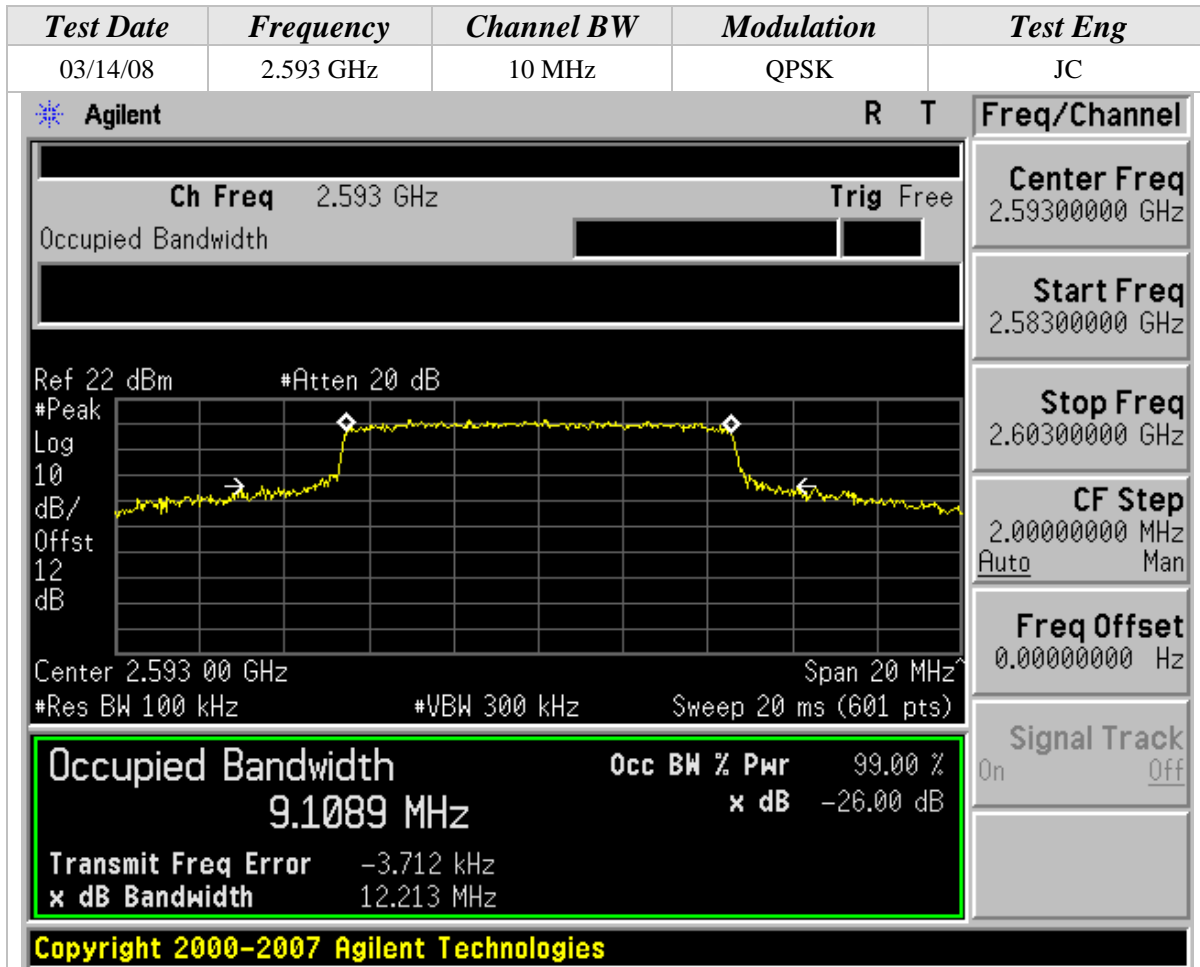 Test Date Frequency Channel BW Modulation Test Eng
03/14/08 2.593 GHz 10 MHz QPSK JC
Agilent R T Freq/Channel
Ch Freq 2.593 GHz Trig Free
Occupied Bandwidth
Center Freq
2.59300000 GHz
Start Freq
2.58300000 GHz
Stop Freq
2.60300000 GHz
CF Step
2.00000000 MHz
Auto Man
Freq Offset
0.00000000 Hz
Signal Track
On Off
Ref 22 dBm #Atten 20 dB
#Peak
Log
10
dB/
Offst
12
dB
Center 2.593 00 GHz Span 20 MHz^
#Res BW 100 kHz #VBW 300 kHz Sweep 20 ms (601 pts)
Occupied Bandwidth Occ BW % Pwr 99.00 %
9.1089 MHz x dB -26.00 dB
Transmit Freq Error -3.712 kHz
x dB Bandwidth 12.213 MHz
Copyright 2000-2007 Agilent Technologies